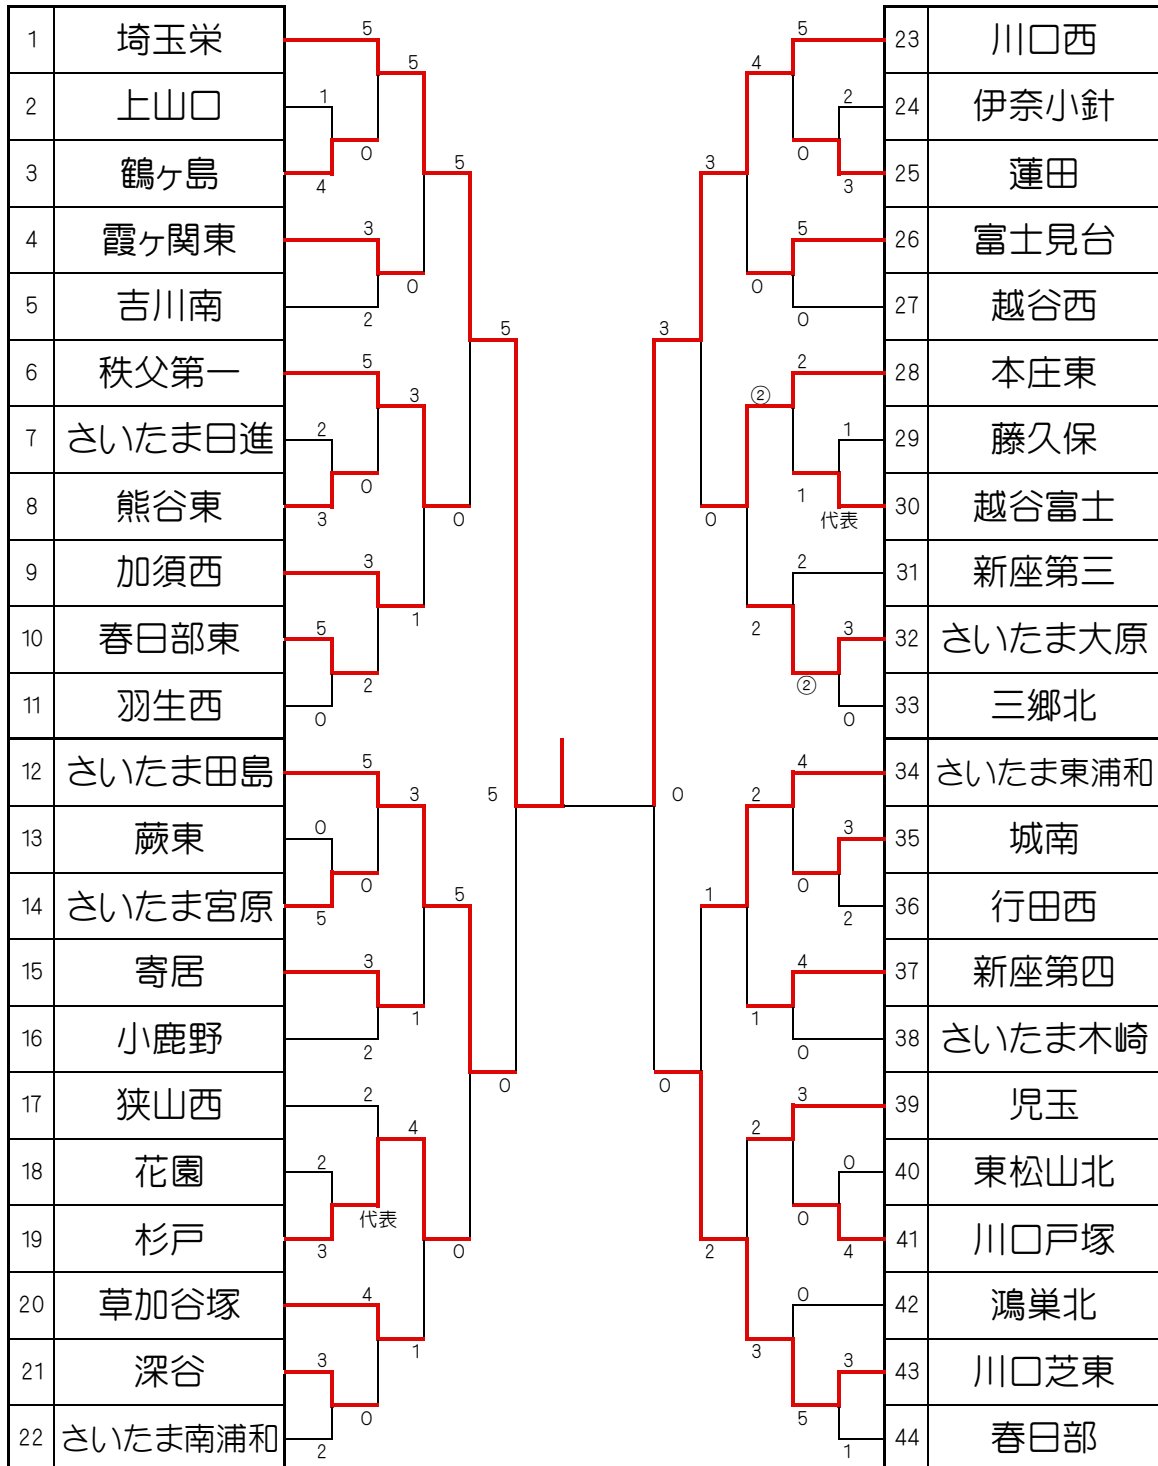 1 埼玉栄
2 上山口
3 鶴ヶ島
4 霞ヶ関東
5 吉川南
6 秩父第一
7 さいたま日進
8 熊谷東
9 加須西
10 春日部東
11 羽生西
12 さいたま田島
13 蕨東
14 さいたま宮原
15 寄居
16 小鹿野
17 狭山西
18 花園
19 杉戸
20 草加谷塚
21 深谷
22 さいたま南浦和
5
1
0
4
3
2
5
2
0
3
3
5
2
0
5
0
0
5
3
2
2
2
代表
3
4
3
0
2
5
0
3
1
3
1
4
1
5
0
5
0
5
0
5
0
3
0
0
3
0
1
2
4
0
②
2
2
1
2
3
5
2
0
3
5
0
2
1
1
代表
2
3
②
0
4
3
0
2
4
0
3
0
0
4
0
3
5
1
23 川口西
24 伊奈小針
25 蓮田
26 富士見台
27 越谷西
28 本庄東
29 藤久保
30 越谷富士
31 新座第三
32 さいたま大原
33 三郷北
34 さいたま東浦和
35 城南
36 行田西
37 新座第四
38 さいたま木崎
39 児玉
40 東松山北
41 川口戸塚
42 鴻巣北
43 川口芝東
44 春日部